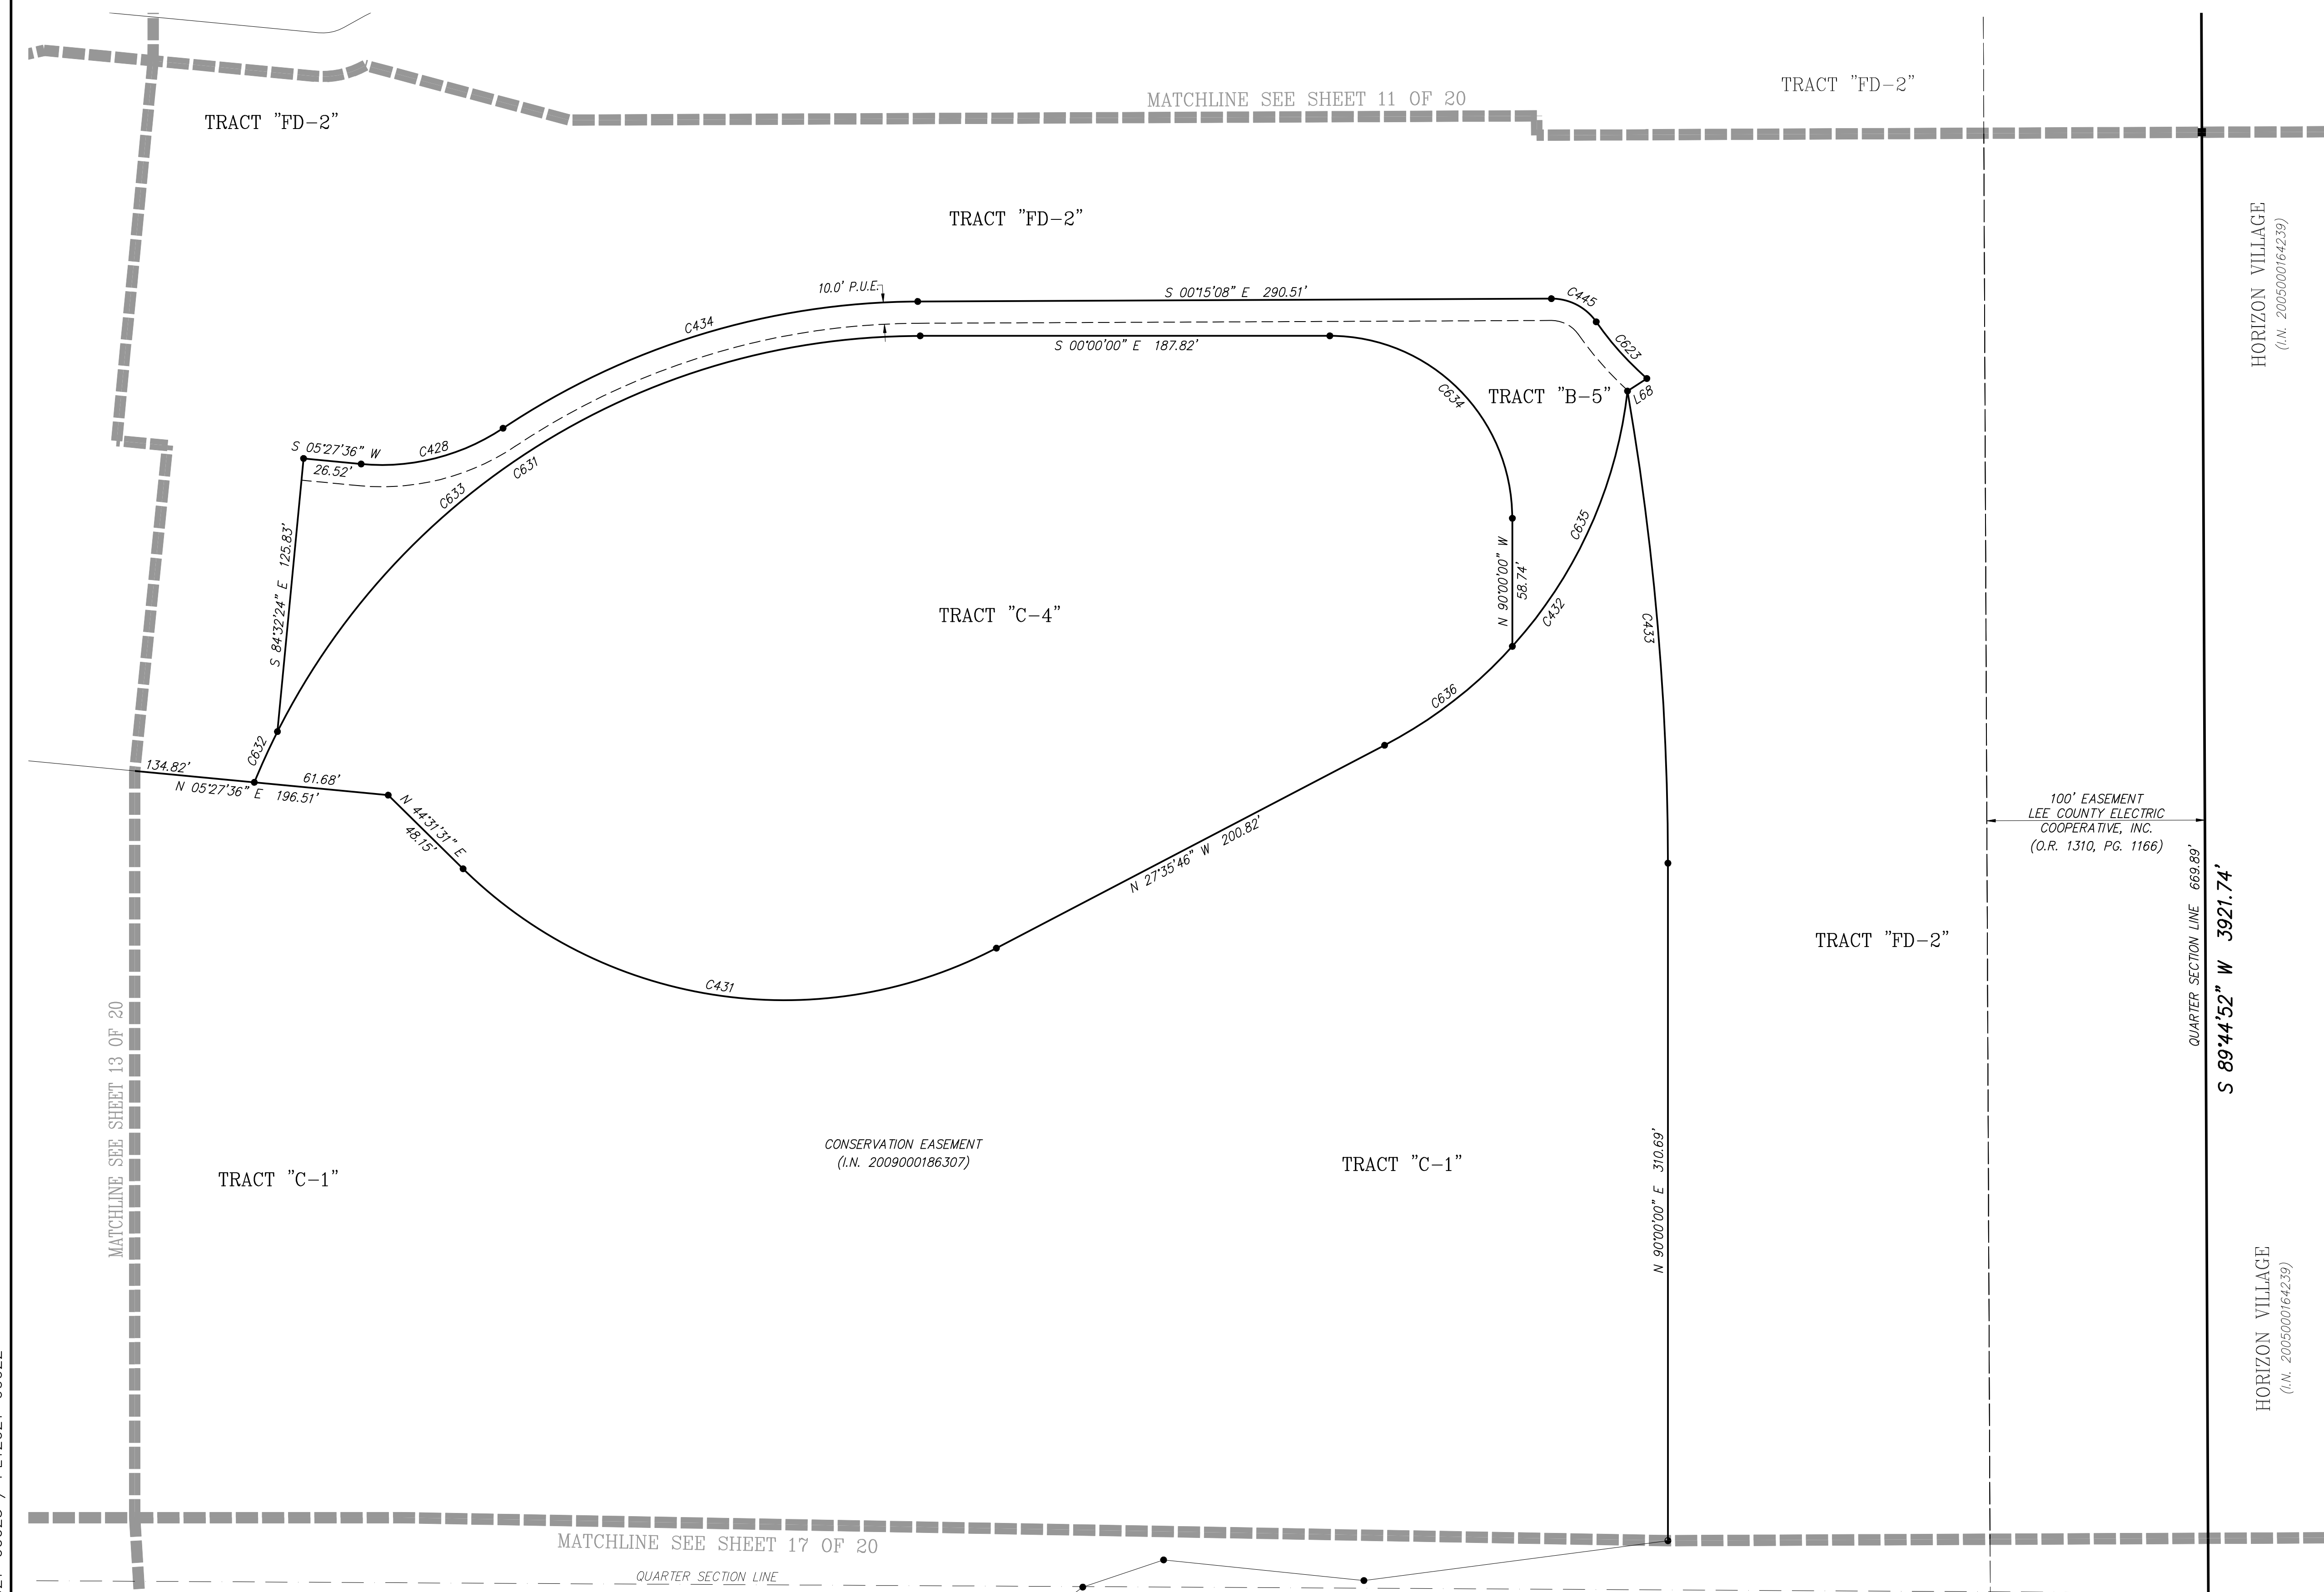 MATCHLINE SEE SHEET 11 OF 20
TRACT "FD-2"
TRACT "FD-2"
TRACT "FD-2"
HORIZON VILLAGE
(I.N. 2005000164239)
10.0' P.U.E.
S 00°15'08" E 290.51'
C445
C434
C623
S 00°00'00" E 187.82'
C634
TRACT "B-5"
L68
S 05°27'36" W
26.52'
C428
C631
C633
S 84°32'24" E 125.83'
C635
N 90°00'00" W
58.74'
C432
TRACT "C-4"
C433
C636
C632
134.82'
61.68'
N 05°27'36" E 196.51'
N 44°31'31" E
48.15'
N 27°35'46" W 200.82'
100' EASEMENT
LEE COUNTY ELECTRIC
COOPERATIVE, INC.
(O.R. 1310, PG. 1166)
QUARTER SECTION LINE 669.89'
S 89°44'52" W 3921.74'
TRACT "FD-2"
C431
MATCHLINE SEE SHEET 13 OF 20
CONSERVATION EASEMENT
(I.N. 2009000186307)
TRACT "C-1"
TRACT "C-1"
N 90°00'00" E 310.69'
HORIZON VILLAGE
(I.N. 2005000164239)
MATCHLINE SEE SHEET 17 OF 20
QUARTER SECTION LINE